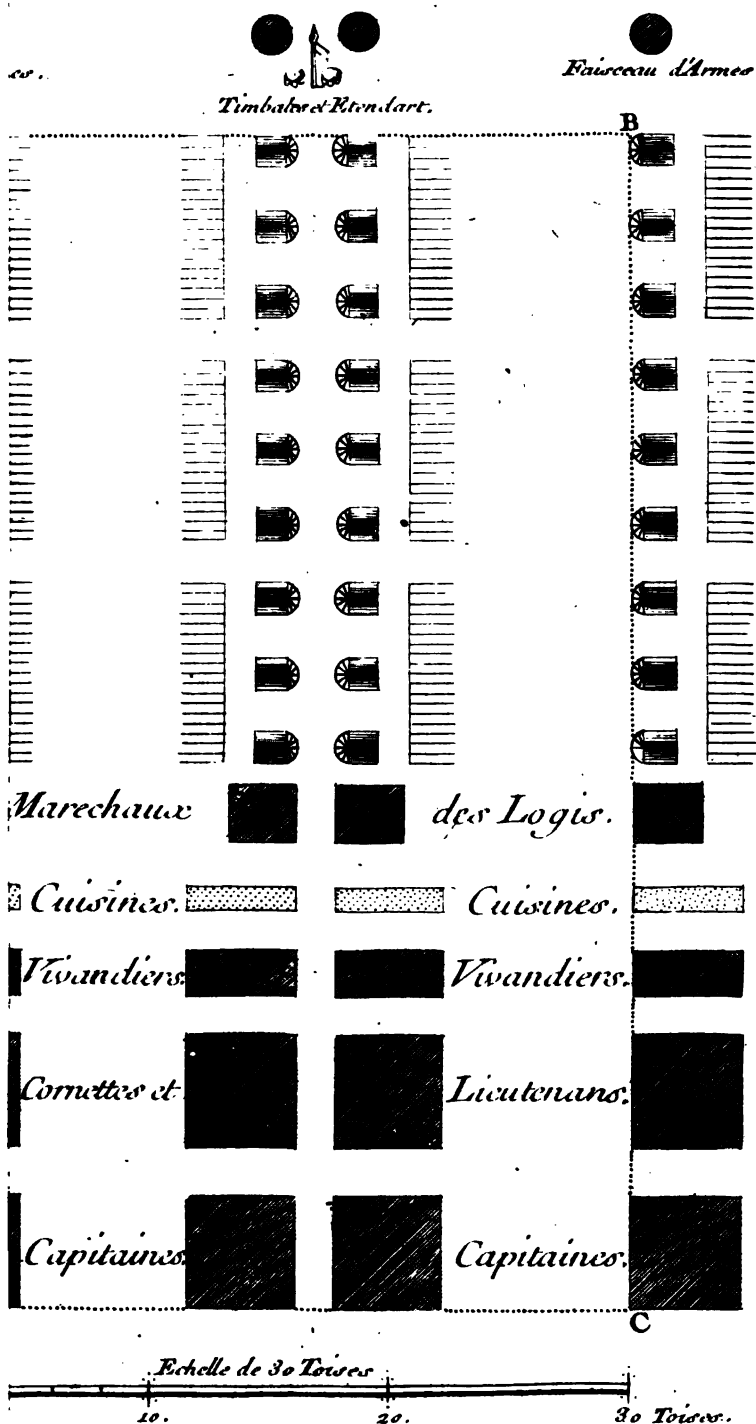 es. Faisceau d'Armes
Timbales et Etendart.
B
Marechaux des Logis.
Cuisines. Cuisines.
Vivandiers. Vivandiers.
Cornettes et Lieutenans.
Capitaines. Capitaines.
C
Echelle de 30 Toises
10. 20. 30 Toises.